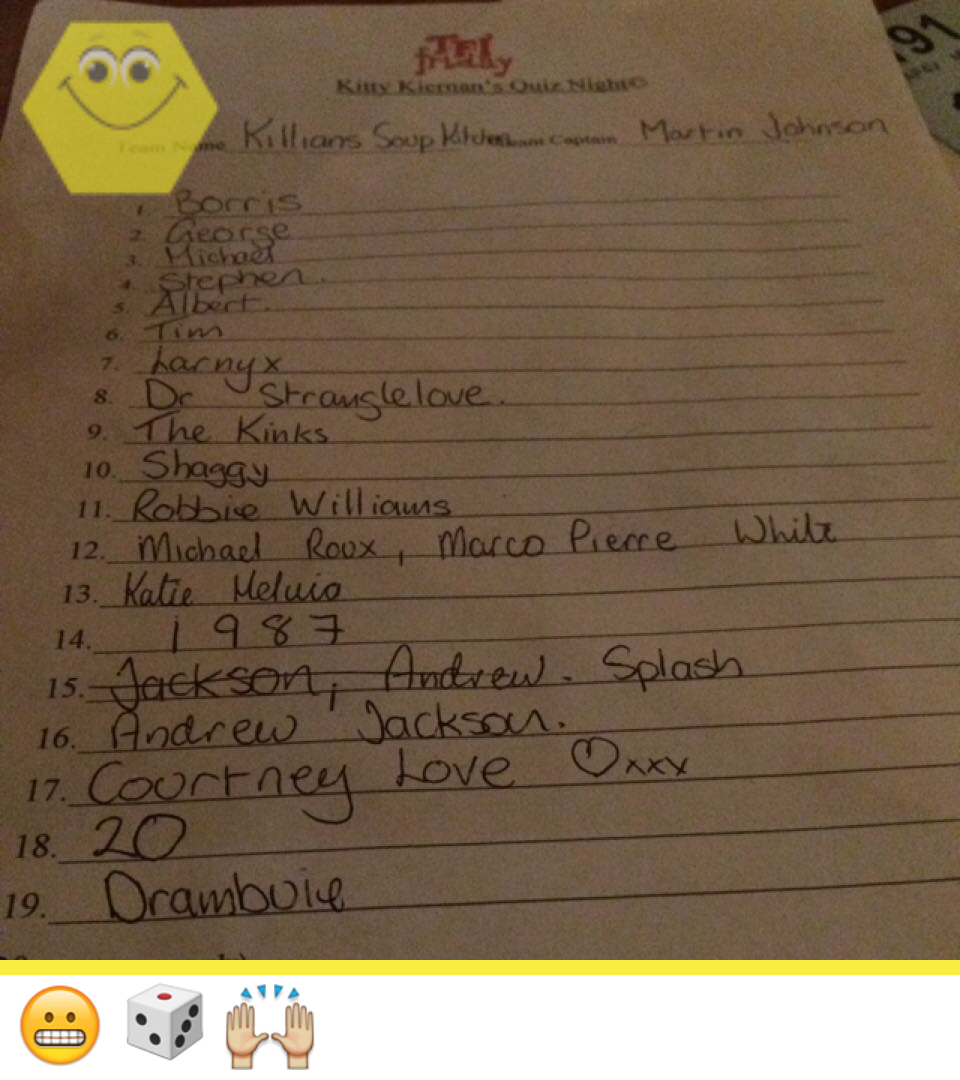 TFI
friday
Kitty Kiernan's Quiz Night©
Team Name Killians Soup Kitchen Team Captain Martin Johnson
1. Borris
2. George
3. Michael
4. Stephen.
5. Albert.
6. Tim
7. Larnyx
8. Dr Stranglelove.
9. The Kinks
10. Shaggy
11. Robbie Williams
12. Michael Roux, Marco Pierre White
13. Katie Meluio
14. 1987
15. Jackson, Andrew. Splash
16. Andrew Jackson.
17. Courtney Love ♡xxx
18. 20
19. Drambuie
91